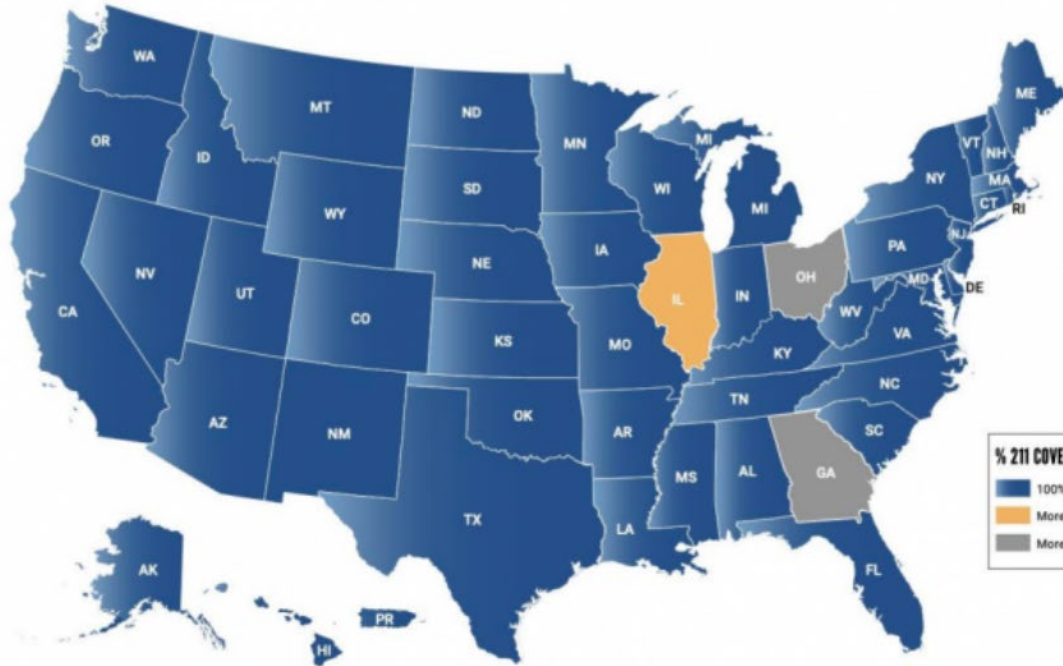 WA
MT
ND
MN
ME
OR
ID
SD
WI
MI
MI
VT
NH
NY
MA
CT
RI
WY
NE
IA
PA
NJ
NV
UT
CO
IL
IN
OH
MD
DE
WV
VA
CA
KS
MO
KY
NC
TN
AZ
NM
OK
AR
SC
MS
AL
GA
TX
LA
FL
AK
HI
PR
% 211 COVE
100%
More
More